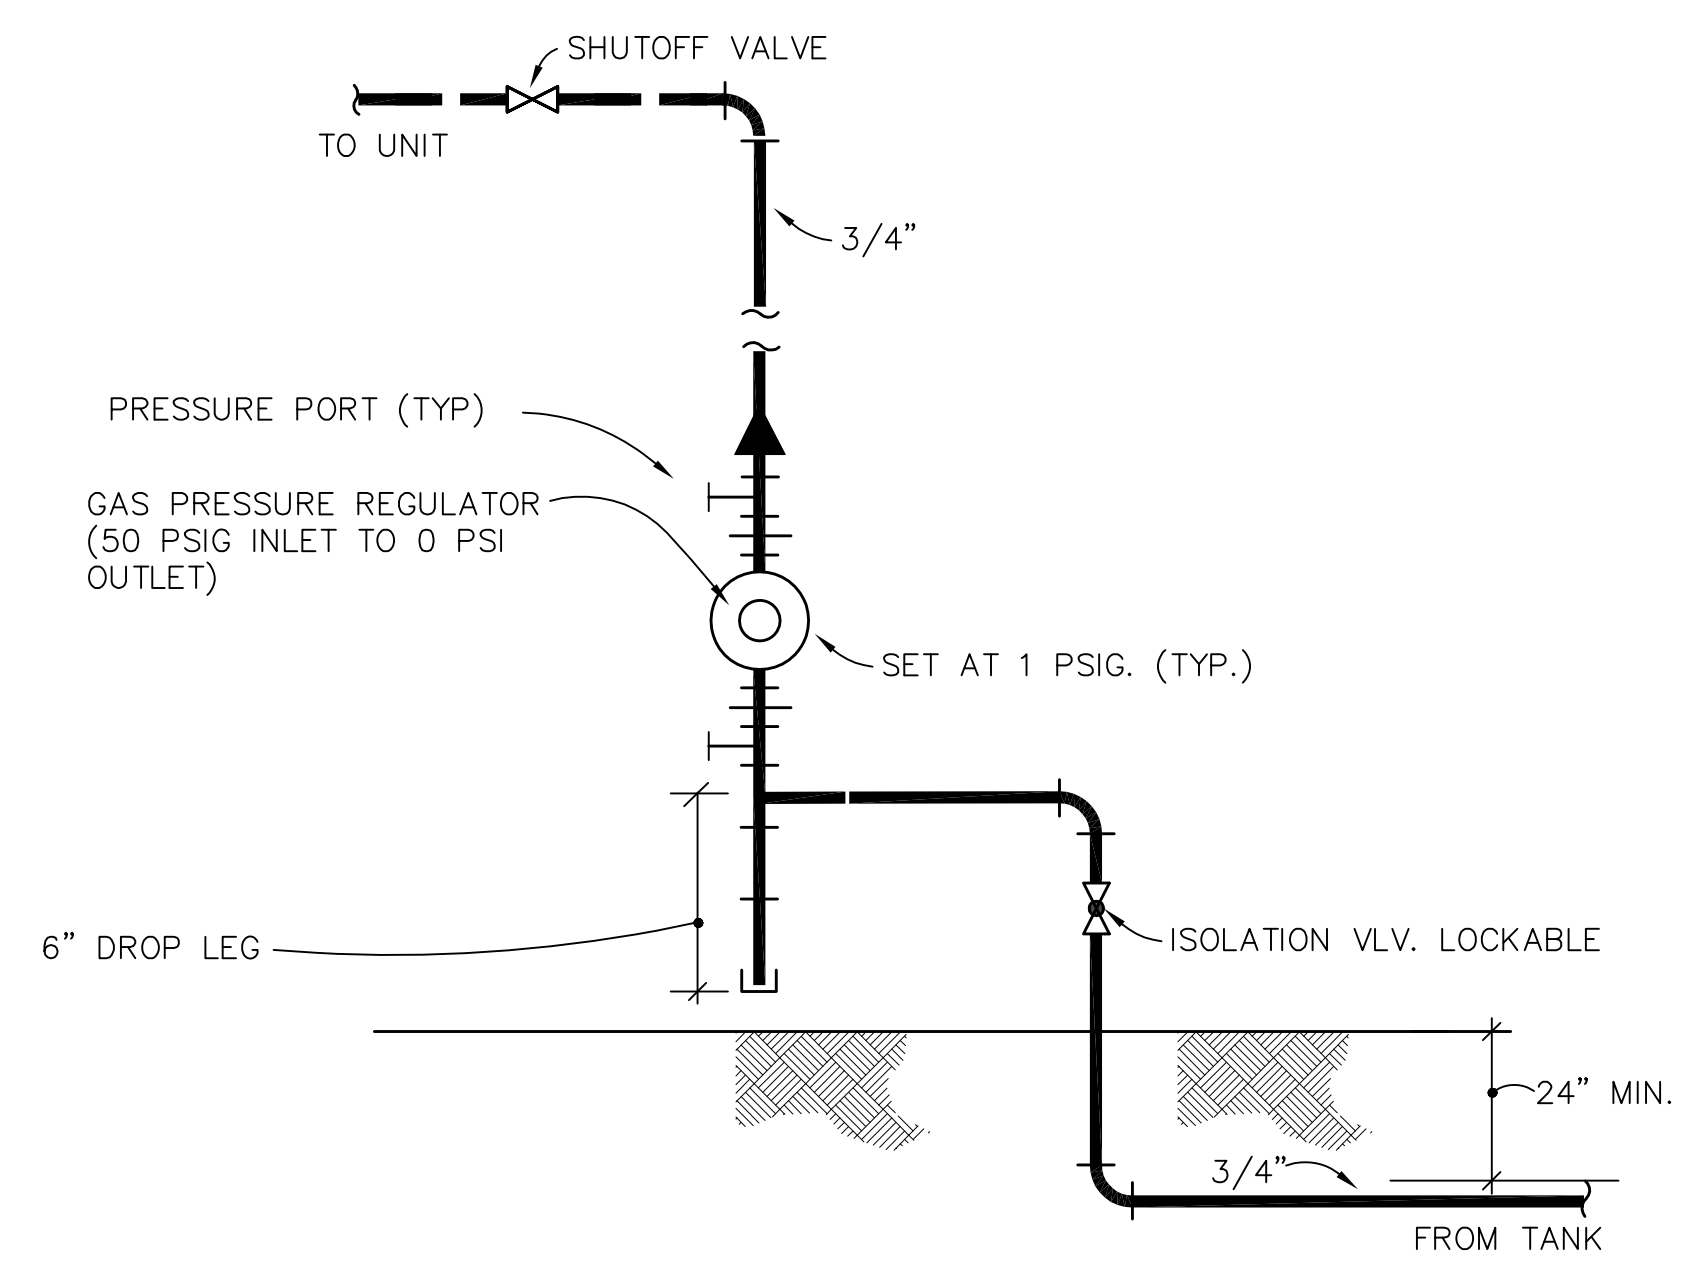 SHUTOFF VALVE
TO UNIT
3/4”
PRESSURE PORT (TYP)
GAS PRESSURE REGULATOR
(50 PSIG INLET TO 0 PSI
OUTLET)
SET AT 1 PSIG. (TYP.)
6” DROP LEG
ISOLATION VLV. LOCKABLE
24” MIN.
3/4”
FROM TANK